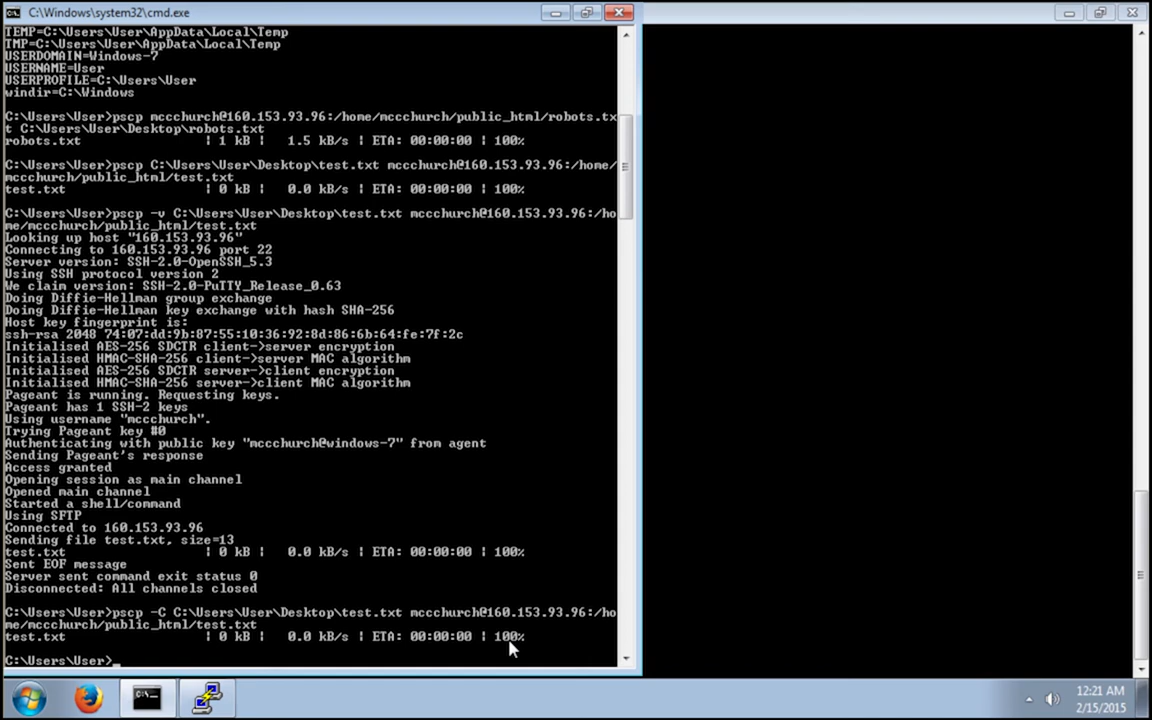 C:\Windows\system32\cmd.exe
TEMP=C:\Users\User\AppData\Local\Temp
TMP=C:\Users\User\AppData\Local\Temp
USERDOMAIN=Windows-7
USERNAME=User
USERPROFILE=C:\Users\User
windir=C:\Windows
C:\Users\User>pscp mccchurch@160.153.93.96:/home/mccchurch/public_html/robots.tx
t C:\Users\User\Desktop\robots.txt
robots.txt | 1 kB | 1.5 kB/s | ETA: 00:00:00 | 100%
C:\Users\User>pscp C:\Users\User\Desktop\test.txt mccchurch@160.153.93.96:/home/
mccchurch/public_html/test.txt
test.txt | 0 kB | 0.0 kB/s | ETA: 00:00:00 | 100%
C:\Users\User>pscp -v C:\Users\User\Desktop\test.txt mccchurch@160.153.93.96:/ho
me/mccchurch/public_html/test.txt
Looking up host "160.153.93.96"
Connecting to 160.153.93.96 port 22
Server version: SSH-2.0-OpenSSH_5.3
Using SSH protocol version 2
We claim version: SSH-2.0-PuTTY_Release_0.63
Doing Diffie-Hellman group exchange
Doing Diffie-Hellman key exchange with hash SHA-256
Host key fingerprint is:
ssh-rsa 2048 74:07:dd:9b:87:55:10:36:92:8d:86:6b:64:fe:7f:2c
Initialised AES-256 SDCTR client->server encryption
Initialised HMAC-SHA-256 client->server MAC algorithm
Initialised AES-256 SDCTR server->client encryption
Initialised HMAC-SHA-256 server->client MAC algorithm
Pageant is running. Requesting keys.
Pageant has 1 SSH-2 keys
Using username "mccchurch".
Trying Pageant key #0
Authenticating with public key "mccchurch@windows-7" from agent
Sending Pageant's response
Access granted
Opening session as main channel
Opened main channel
Started a shell/command
Using SFTP
Connected to 160.153.93.96
Sending file test.txt, size=13
test.txt | 0 kB | 0.0 kB/s | ETA: 00:00:00 | 100%
Sent EOF message
Server sent command exit status 0
Disconnected: All channels closed
C:\Users\User>pscp -C C:\Users\User\Desktop\test.txt mccchurch@160.153.93.96:/ho
me/mccchurch/public_html/test.txt
test.txt | 0 kB | 0.0 kB/s | ETA: 00:00:00 | 100%
C:\Users\User>_
12:21 AM
2/15/2015